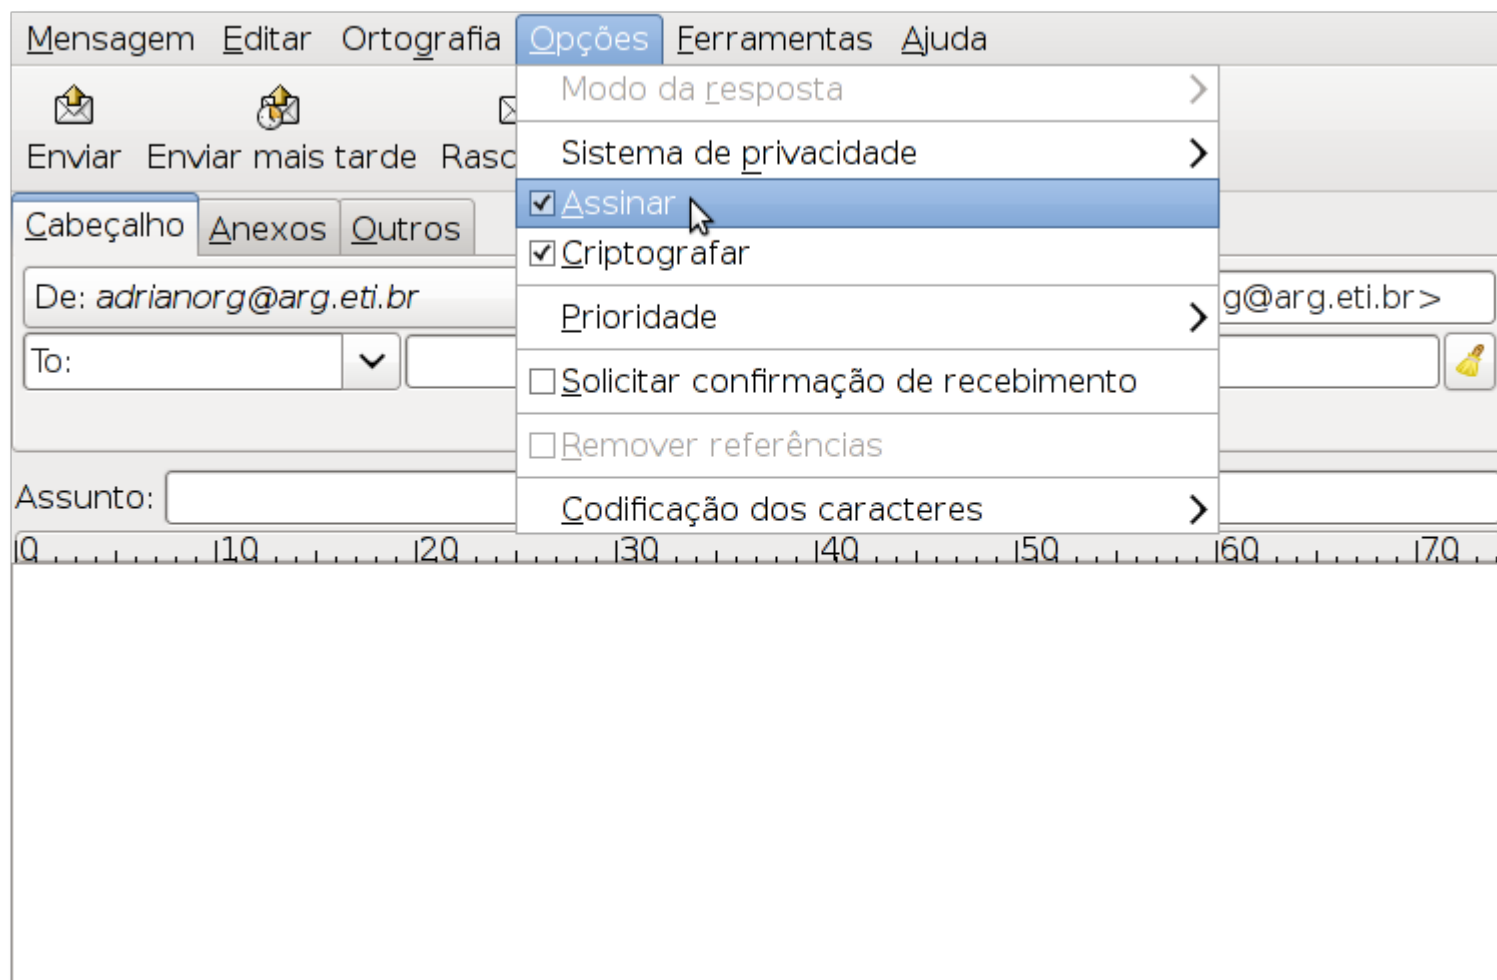 Mensagem Editar Ortografia Opções Ferramentas Ajuda
Modo da resposta
Enviar Enviar mais tarde Rasc
Sistema de privacidade
Assinar
Cabeçalho Anexos Outros
Criptografar
De: adrianorg@arg.eti.br g@arg.eti.br>
Prioridade
To:
Solicitar confirmação de recebimento
Remover referências
Assunto:
Codificação dos caracteres
0 10 20 30 40 50 60 70